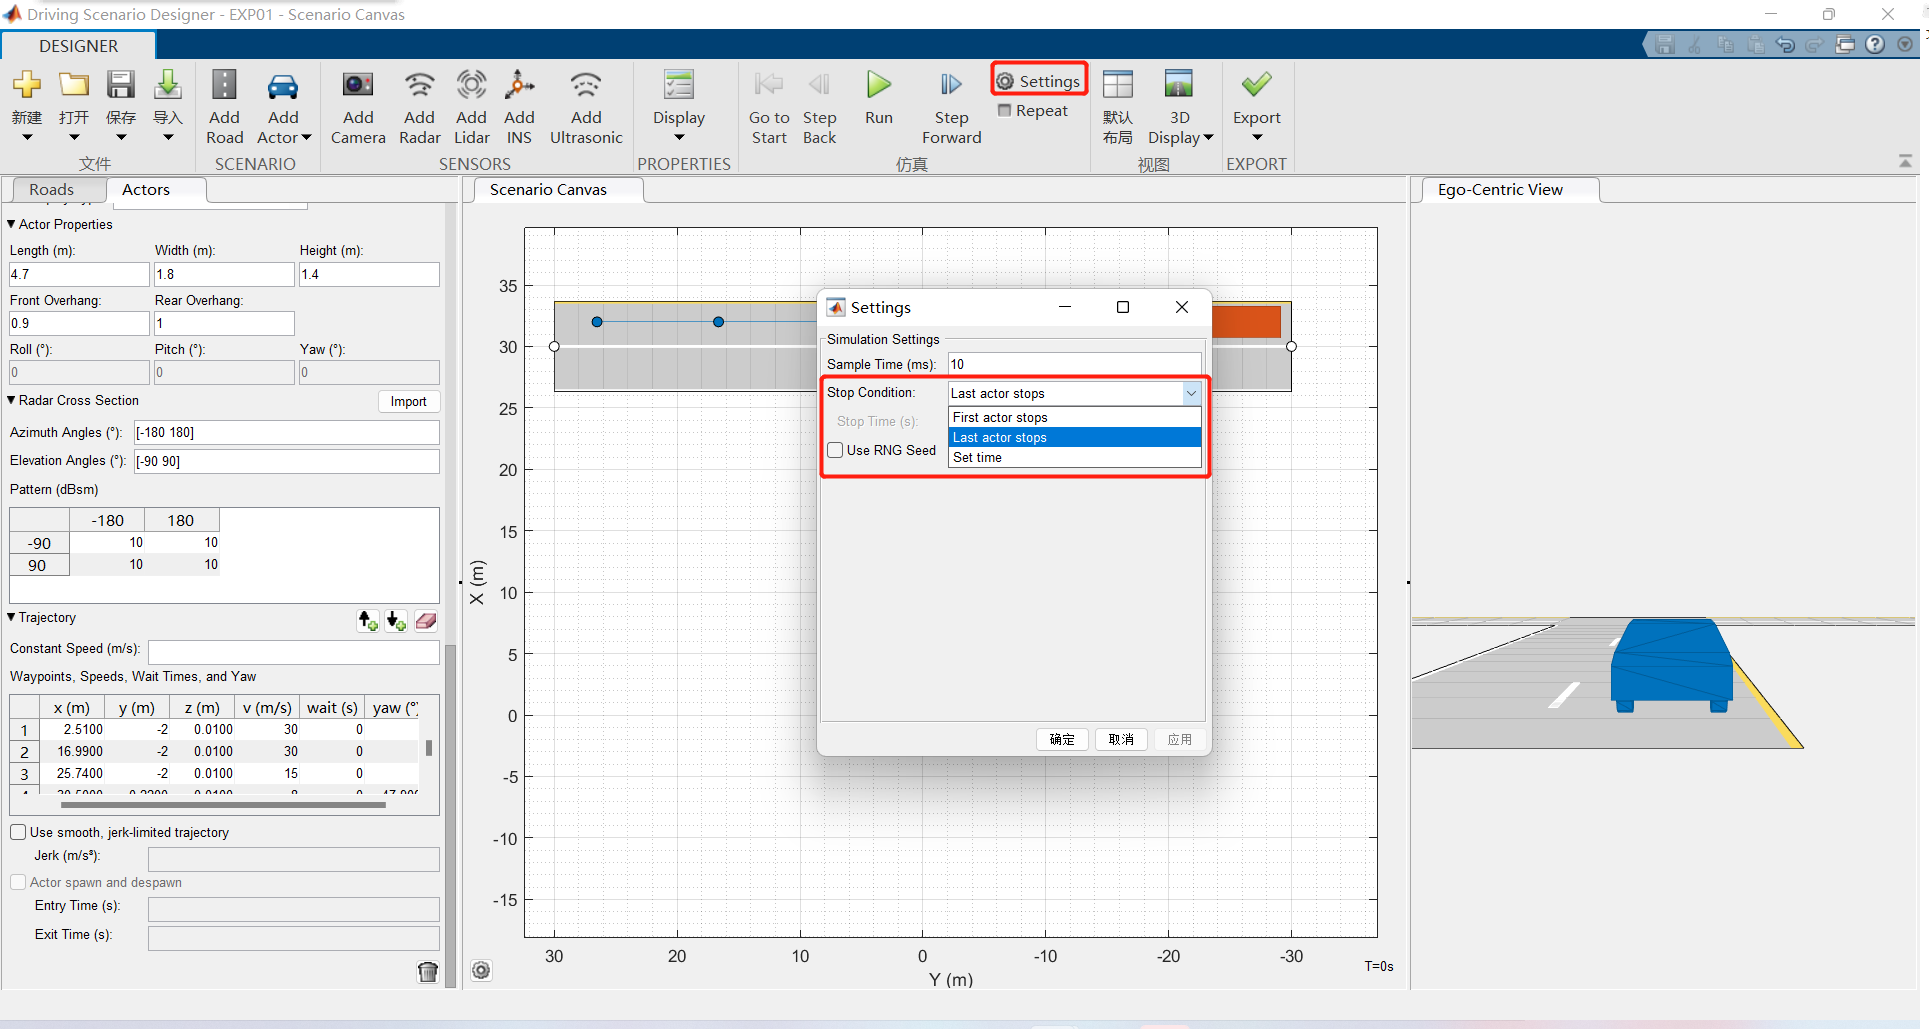 Driving Scenario Designer - EXP01 - Scenario Canvas
DESIGNER
新建
打开
保存
导入
文件
Add Road
Add Actor
SCENARIO
Add Camera
Add Radar
Add Lidar
Add INS
Add Ultrasonic
SENSORS
Display
PROPERTIES
Go to Start
Step Back
Run
Step Forward
Settings
Repeat
仿真
默认布局
3D Display
视图
Export
EXPORT
Roads
Actors
Actor Properties
Length (m): Width (m): Height (m):
4.7 1.8 1.4
Front Overhang: Rear Overhang:
0.9 1
Roll (°): Pitch (°): Yaw (°):
0 0 0
Radar Cross Section
Import
Azimuth Angles (°): [-180 180]
Elevation Angles (°): [-90 90]
Pattern (dBsm)
-180 180
-90 10 10
90 10 10
Trajectory
Constant Speed (m/s):
Waypoints, Speeds, Wait Times, and Yaw
x (m) y (m) z (m) v (m/s) wait (s) yaw (°)
1 2.5100 -2 0.0100 30 0
2 16.9900 -2 0.0100 30 0
3 25.7400 -2 0.0100 15 0
Use smooth, jerk-limited trajectory
Jerk (m/s³):
Actor spawn and despawn
Entry Time (s):
Exit Time (s):
Scenario Canvas
35
30
25
20
15
10
5
0
-5
-10
-15
X (m)
30 20 10 0 -10 -20 -30
Y (m)
T=0s
Settings
Simulation Settings
Sample Time (ms): 10
Stop Condition: Last actor stops
First actor stops
Stop Time (s):
Last actor stops
Use RNG Seed
Set time
确定 取消 应用
Ego-Centric View